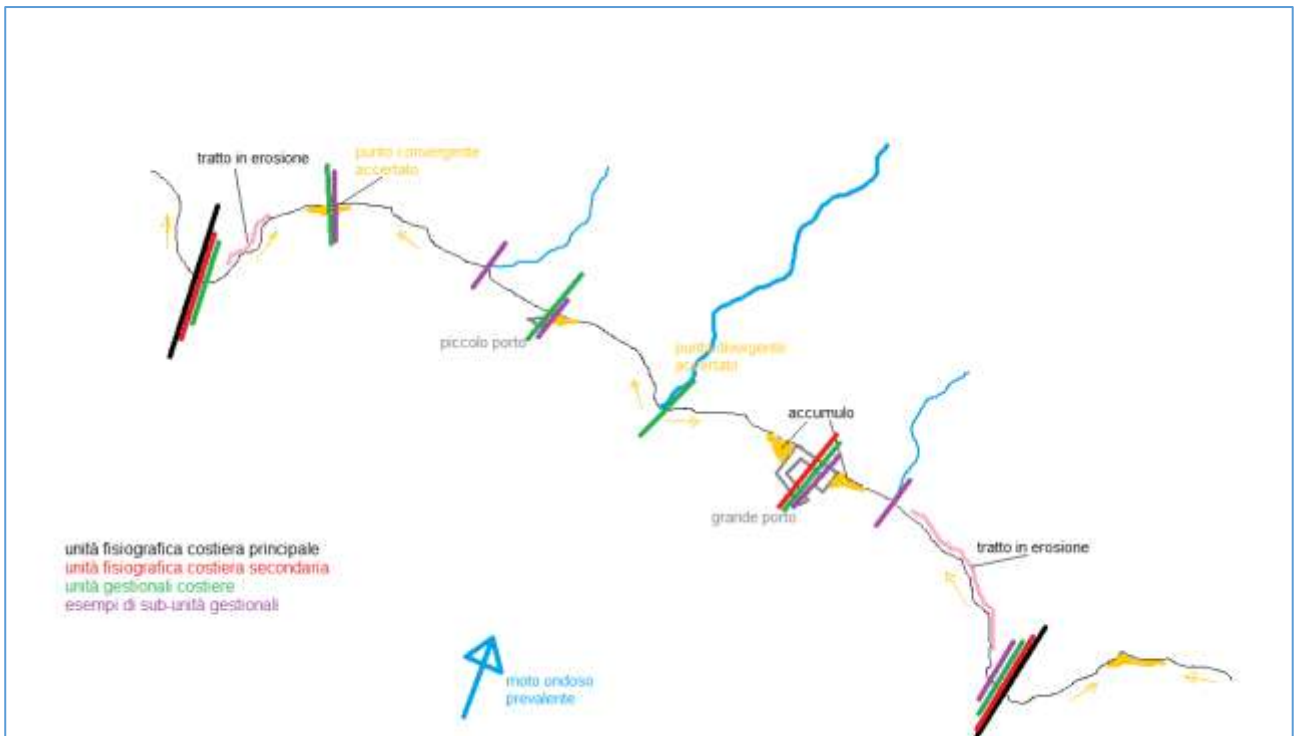 tratto in erosione
punto convergente
accertato
piccolo porto
punto divergente
accertato
accumulo
grande porto
tratto in erosione
unità fisiografica costiera principale
unità fisiografica costiera secondaria
unità gestionali costiere
esempi di sub-unità gestionali
moto ondoso
prevalente